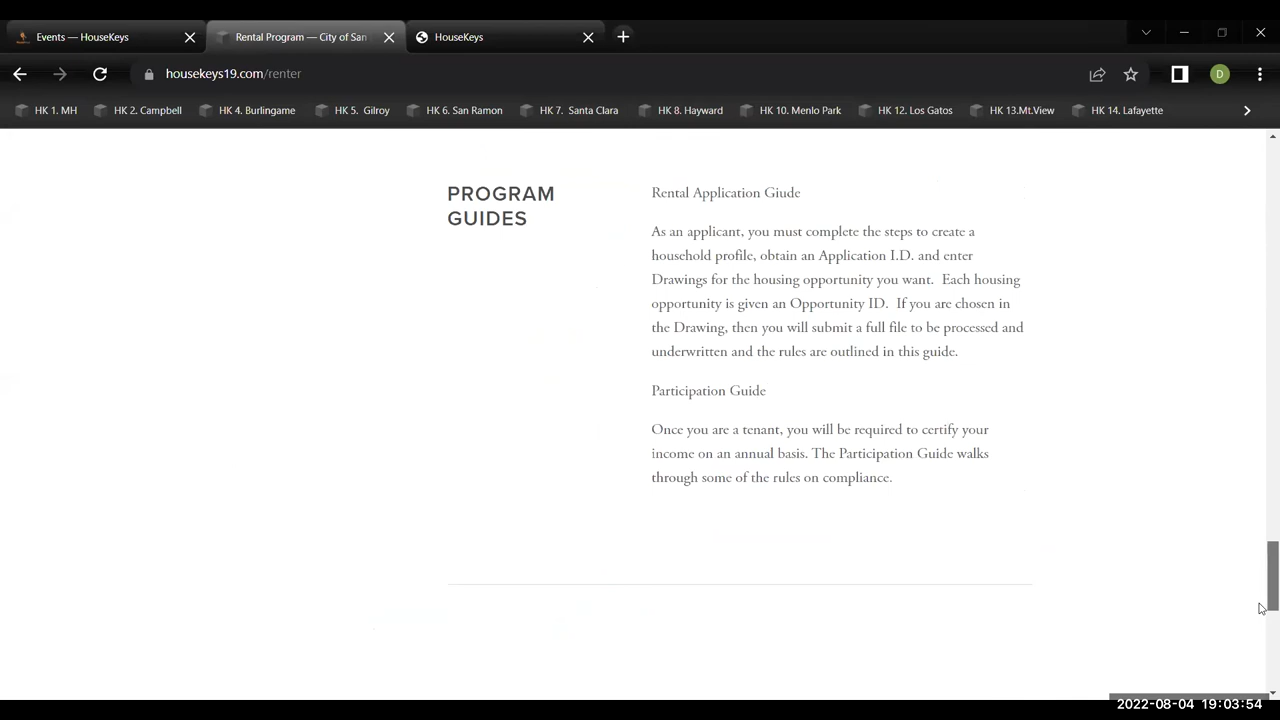 Events — HouseKeys
Rental Program — City of San
HouseKeys
housekeys19.com/renter
D
HK 1. MH
HK 2. Campbell
HK 4. Burlingame
HK 5. Gilroy
HK 6. San Ramon
HK 7. Santa Clara
HK 8. Hayward
HK 10. Menlo Park
HK 12. Los Gatos
HK 13.Mt.View
HK 14. Lafayette
PROGRAM
GUIDES
Rental Application Giude
As an applicant, you must complete the steps to create a
household profile, obtain an Application I.D. and enter
Drawings for the housing opportunity you want.  Each housing
opportunity is given an Opportunity ID.  If you are chosen in
the Drawing, then you will submit a full file to be processed and
underwritten and the rules are outlined in this guide.
Participation Guide
Once you are a tenant, you will be required to certify your
income on an annual basis. The Participation Guide walks
through some of the rules on compliance.
2022-08-04 19:03:54